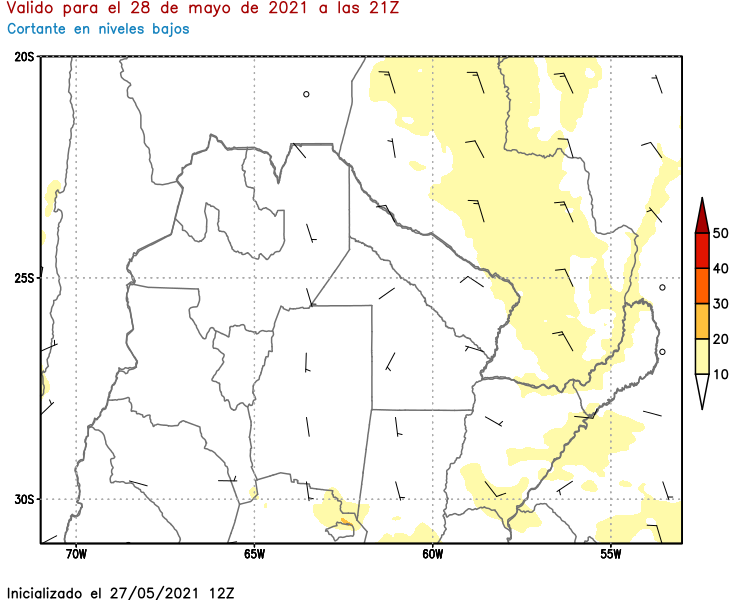 Valido para el 28 de mayo de 2021 a las 21Z
Cortante en niveles bajos
20S
25S
30S
70W
65W
60W
55W
50
40
30
20
10
Inicializado el 27/05/2021 12Z